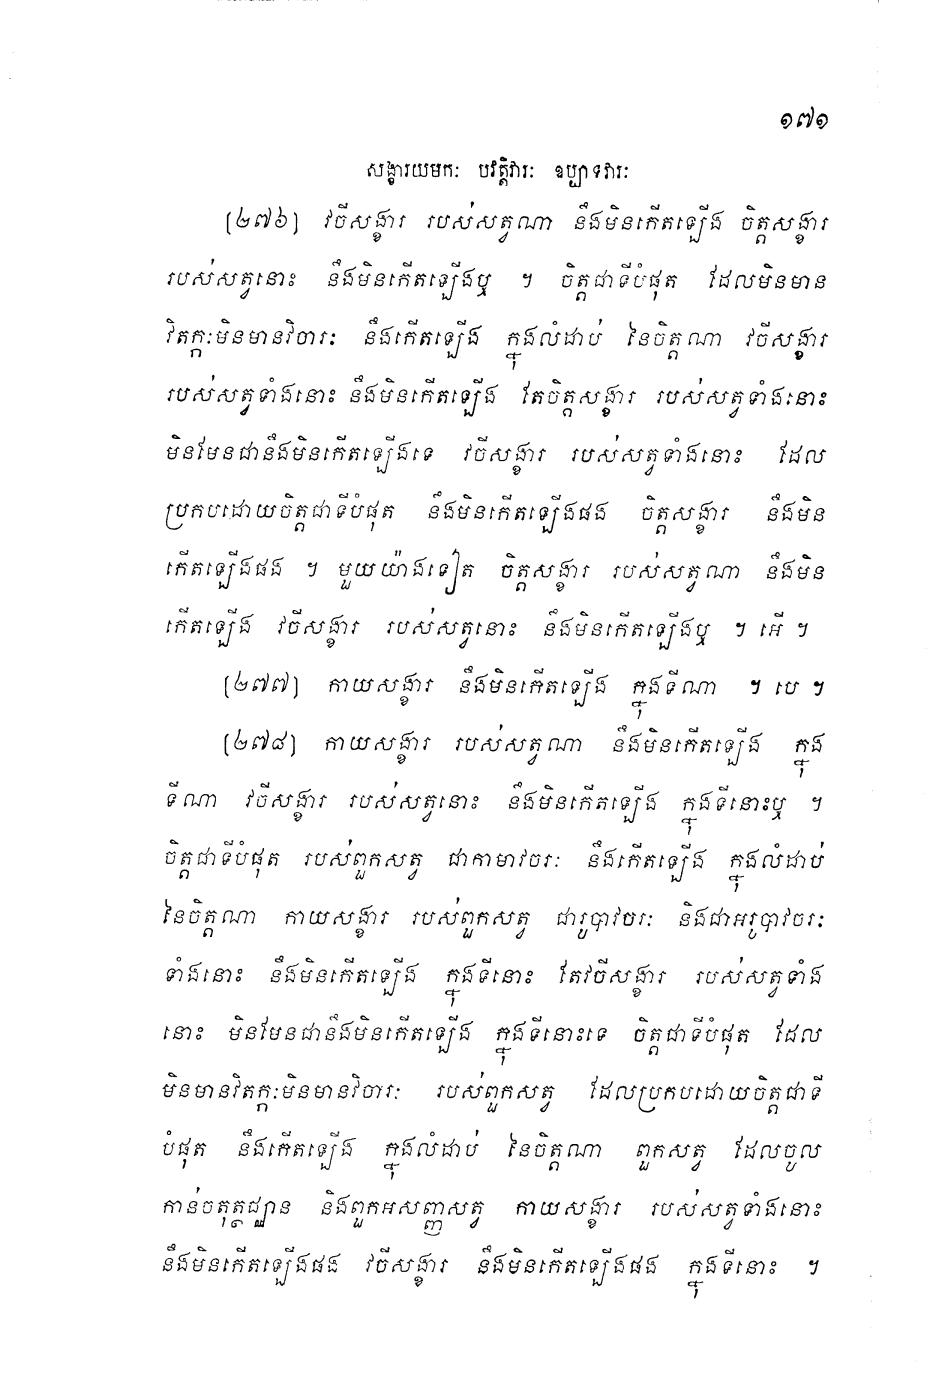 ១៧១
សង្ខារយមកៈ បវត្តិវារៈ ឧប្បាទវារៈ
[២៧៦] វចីសង្ខារ របស់សត្វណា នឹងមិនកើតឡើង ចិត្តសង្ខារ
របស់សត្វនោះ នឹងមិនកើតឡើងឬ ។ ចិត្តជាទីបំផុត ដែលមិនមាន
វិតក្កៈមិនមានវិចារៈ នឹងកើតឡើង ក្នុងលំដាប់ នៃចិត្តណា វចីសង្ខារ
របស់សត្វទាំងនោះ នឹងមិនកើតឡើង តែចិត្តសង្ខារ របស់សត្វទាំងនោះ
មិនមែនជានឹងមិនកើតឡើងទេ វចីសង្ខារ របស់សត្វទាំងនោះ ដែល
ប្រកបដោយចិត្តជាទីបំផុត នឹងមិនកើតឡើងផង ចិត្តសង្ខារ នឹងមិន
កើតឡើងផង ។ មួយយ៉ាងទៀត ចិត្តសង្ខារ របស់សត្វណា នឹងមិន
កើតឡើង វចីសង្ខារ របស់សត្វនោះ នឹងមិនកើតឡើងឬ ។ អើ ។
[២៧៧] កាយសង្ខារ នឹងមិនកើតឡើង ក្នុងទីណា ។ បេ ។
[២៧៨] កាយសង្ខារ របស់សត្វណា នឹងមិនកើតឡើង ក្នុង
ទីណា វចីសង្ខារ របស់សត្វនោះ នឹងមិនកើតឡើង ក្នុងទីនោះឬ ។
ចិត្តជាទីបំផុត របស់ពួកសត្វ ជាកាមាវចរៈ នឹងកើតឡើង ក្នុងលំដាប់
នៃចិត្តណា កាយសង្ខារ របស់ពួកសត្វ ជារូបាវចរៈ និងជាអរូបាវចរៈ
ទាំងនោះ នឹងមិនកើតឡើង ក្នុងទីនោះ តែវចីសង្ខារ របស់សត្វទាំង
នោះ មិនមែនជានឹងមិនកើតឡើង ក្នុងទីនោះទេ ចិត្តជាទីបំផុត ដែល
មិនមានវិតក្កៈមិនមានវិចារៈ របស់ពួកសត្វ ដែលប្រកបដោយចិត្តជាទី
បំផុត នឹងកើតឡើង ក្នុងលំដាប់ នៃចិត្តណា ពួកសត្វ ដែលចូល
កាន់ចតុត្ថជ្ឈាន និងពួកអសញ្ញសត្វ កាយសង្ខារ របស់សត្វទាំងនោះ
នឹងមិនកើតឡើងផង វចីសង្ខារ នឹងមិនកើតឡើងផង ក្នុងទីនោះ ។